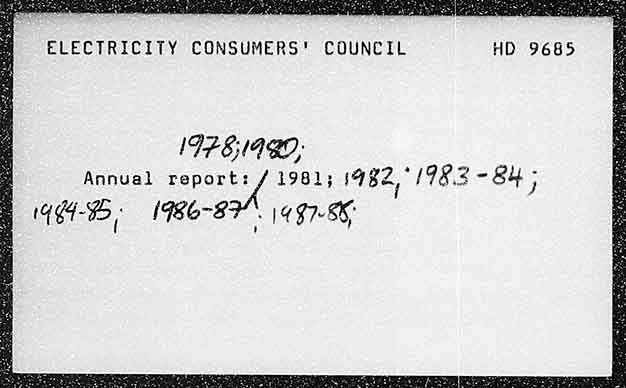 ELECTRICITY CONSUMERS' COUNCIL HD 9685
1978; 1980;
Annual report: / 1981; 1982; 1983-84;
1984-85; 1986-87; 1987-88;